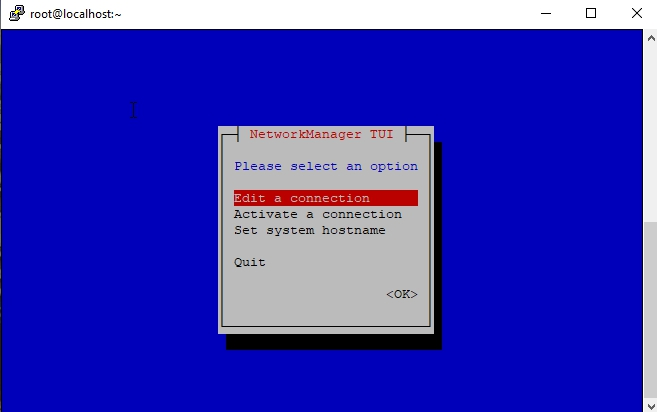 root@localhost:~
NetworkManager TUI
Please select an option
Edit a connection
Activate a connection
Set system hostname
Quit
<OK>